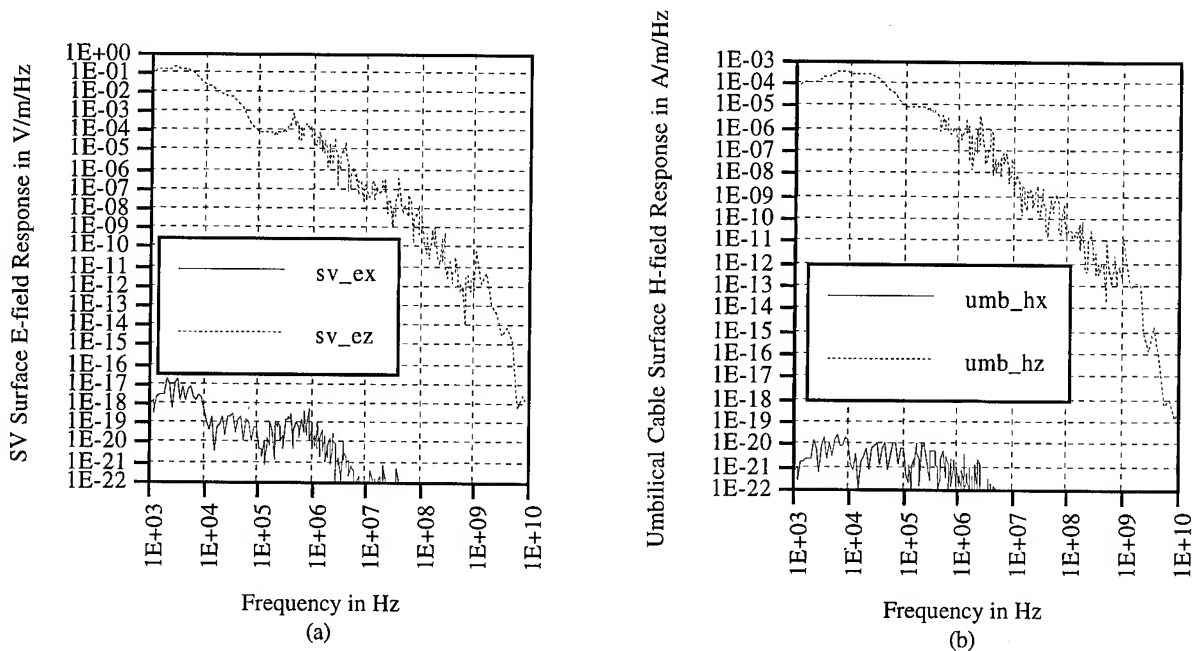 SV Surface E-field Response in V/m/Hz
1E+00
1E-01
1E-02
1E-03
1E-04
1E-05
1E-06
1E-07
1E-08
1E-09
1E-10
1E-11
1E-12
1E-13
1E-14
1E-15
1E-16
1E-17
1E-18
1E-19
1E-20
1E-21
1E-22
sv_ex
sv_ez
1E+03
1E+04
1E+05
1E+06
1E+07
1E+08
1E+09
1E+10
Frequency in Hz
(a)
Umbilical Cable Surface H-field Response in A/m/Hz
1E-03
1E-04
1E-05
1E-06
1E-07
1E-08
1E-09
1E-10
1E-11
1E-12
1E-13
1E-14
1E-15
1E-16
1E-17
1E-18
1E-19
1E-20
1E-21
1E-22
umb_hx
umb_hz
1E+03
1E+04
1E+05
1E+06
1E+07
1E+08
1E+09
1E+10
Frequency in Hz
(b)